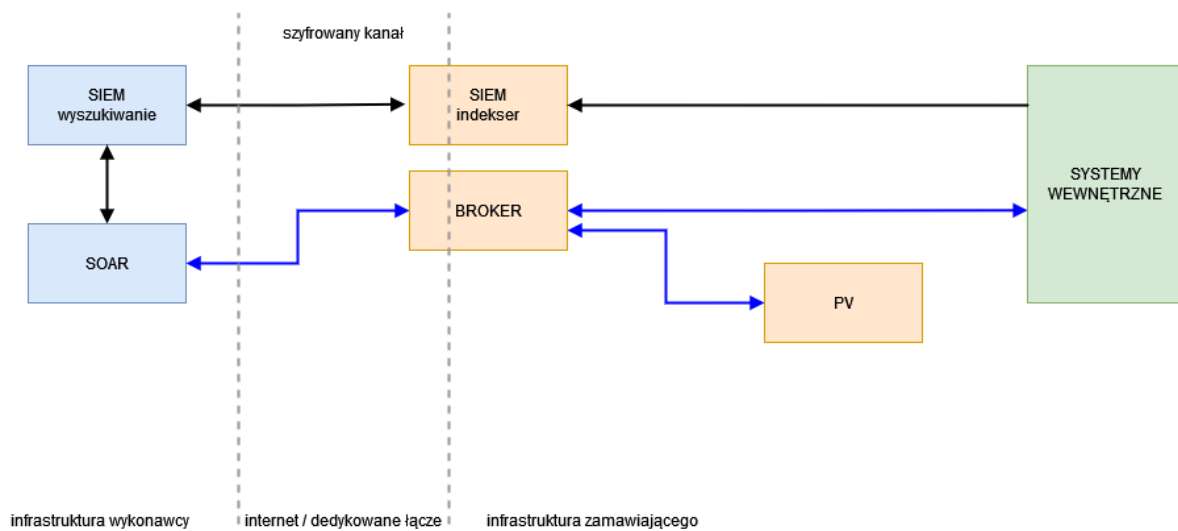 szyfrowany kanał
SIEM
wyszukiwanie
SIEM
indekser
SYSTEMY
WEWNĘTRZNE
BROKER
SOAR
PV
infrastruktura wykonawcy
internet / dedykowane łącze
infrastruktura zamawiającego